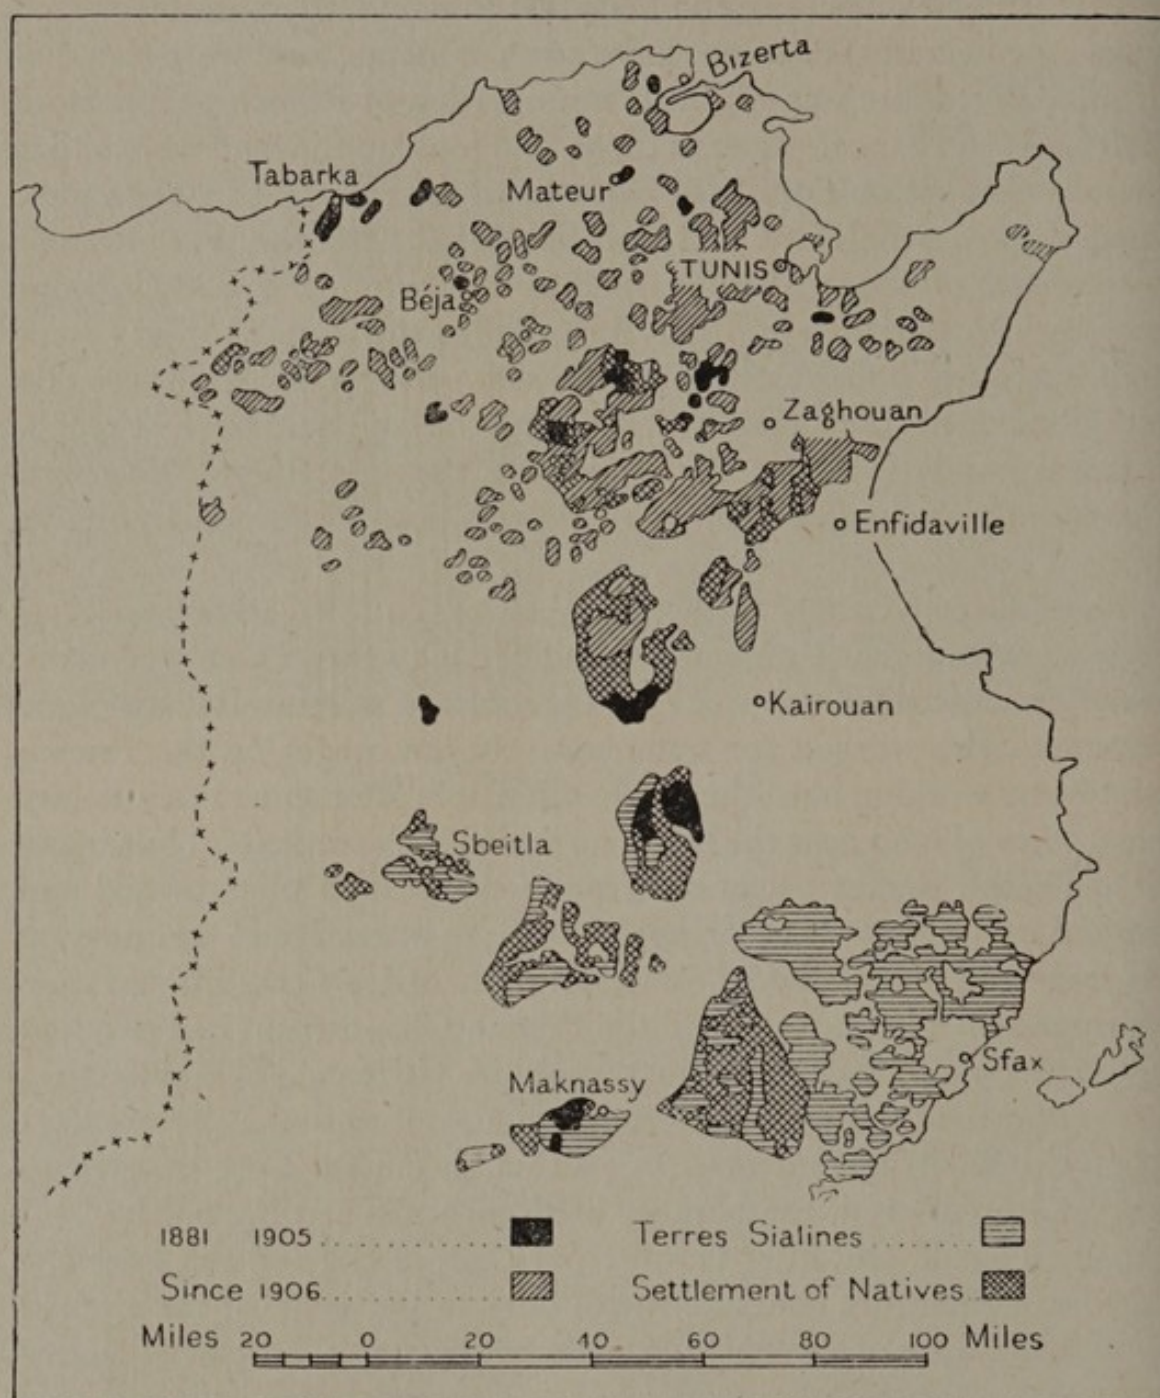 Bizerta
Tabarka
Mateur
TUNIS
Béja
Zaghouan
Enfidaville
Kairouan
Sbeitla
Sfax
Maknassy
1881 1905
Terres Sialines
Since 1906
Settlement of Natives
Miles 20 0 20 40 60 80 100 Miles